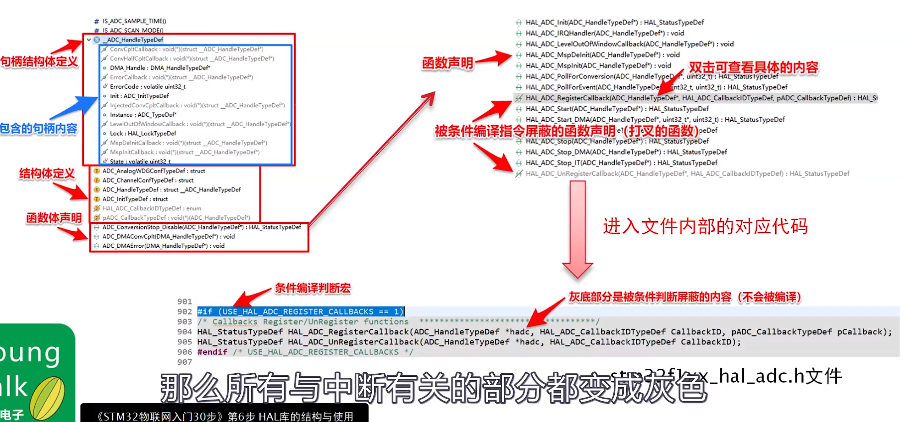 IS_ADC_SAMPLE_TIME()
IS_ADC_SCAN_MODE()
__ADC_HandleTypeDef
ConvCpltCallback : void(*)(struct __ADC_HandleTypeDef*)
ConvHalfCpltCallback : void(*)(struct __ADC_HandleTypeDef*)
DMA_Handle : DMA_HandleTypeDef*
ErrorCallback : void(*)(struct __ADC_HandleTypeDef*)
ErrorCode : volatile uint32_t
Init : ADC_InitTypeDef
InjectedConvCpltCallback : void(*)(struct __ADC_HandleTypeDef*)
Instance : ADC_TypeDef*
LevelOutOfWindowCallback : void(*)(struct __ADC_HandleTypeDef*)
Lock : HAL_LockTypeDef
MspDeInitCallback : void(*)(struct __ADC_HandleTypeDef*)
MspInitCallback : void(*)(struct __ADC_HandleTypeDef*)
State : volatile uint32_t
ADC_AnalogWDGConfTypeDef : struct
ADC_ChannelConfTypeDef : struct
ADC_HandleTypeDef : struct __ADC_HandleTypeDef
ADC_InitTypeDef : struct
HAL_ADC_CallbackIDTypeDef : enum
pADC_CallbackTypeDef : void(*)(ADC_HandleTypeDef*)
ADC_ConversionStop_Disable(ADC_HandleTypeDef*) : HAL_StatusTypeDef
ADC_DMAConvCplt(DMA_HandleTypeDef*) : void
ADC_DMAError(DMA_HandleTypeDef*) : void
句柄结构体定义
包含的句柄内容
结构体定义
函数体声明
HAL_ADC_Init(ADC_HandleTypeDef*) : HAL_StatusTypeDef
HAL_ADC_IRQHandler(ADC_HandleTypeDef*) : void
HAL_ADC_LevelOutOfWindowCallback(ADC_HandleTypeDef*) : void
HAL_ADC_MspDeInit(ADC_HandleTypeDef*) : void
HAL_ADC_MspInit(ADC_HandleTypeDef*) : void
HAL_ADC_PollForConversion(ADC_HandleTypeDef*, uint32_t) : HAL_StatusTypeDef
HAL_ADC_PollForEvent(ADC_HandleTypeDef*, uint32_t, uint32_t) : HAL_StatusTypeDef
HAL_ADC_RegisterCallback(ADC_HandleTypeDef*, HAL_ADC_CallbackIDTypeDef, pADC_CallbackTypeDef) : HAL_S
HAL_ADC_Start(ADC_HandleTypeDef*) : HAL_StatusTypeDef
HAL_ADC_Start_DMA(ADC_HandleTypeDef*, uint32_t*, uint32_t) : HAL_StatusTypeDef
HAL_ADC_Stop(ADC_HandleTypeDef*) : HAL_StatusTypeDef
HAL_ADC_Stop_DMA(ADC_HandleTypeDef*) : HAL_StatusTypeDef
HAL_ADC_Stop_IT(ADC_HandleTypeDef*) : HAL_StatusTypeDef
HAL_ADC_UnRegisterCallback(ADC_HandleTypeDef*, HAL_ADC_CallbackIDTypeDef) : HAL_StatusTypeDef
函数声明
双击可查看具体的内容
被条件编译指令屏蔽的函数声明（打叉的函数）
进入文件内部的对应代码
条件编译判断宏
灰底部分是被条件判断屏蔽的内容（不会被编译）
901
902 #if (USE_HAL_ADC_REGISTER_CALLBACKS == 1)
903 /* Callbacks Register/UnRegister functions ***********************************/
904 HAL_StatusTypeDef HAL_ADC_RegisterCallback(ADC_HandleTypeDef *hadc, HAL_ADC_CallbackIDTypeDef CallbackID, pADC_CallbackTypeDef pCallback);
905 HAL_StatusTypeDef HAL_ADC_UnRegisterCallback(ADC_HandleTypeDef *hadc, HAL_ADC_CallbackIDTypeDef CallbackID);
906 #endif /* USE_HAL_ADC_REGISTER_CALLBACKS */
907
x_hal_adc.h文件
那么所有与中断有关的部分都变成灰色
oung
alk
电子
《STM32物联网入门30步》第6步 HAL库的结构与使用